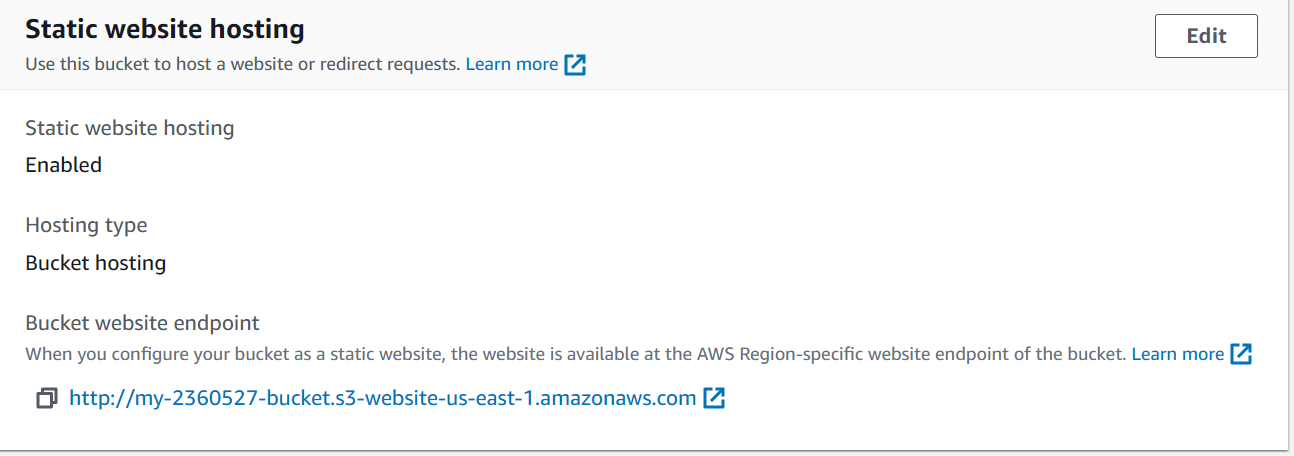 Static website hosting
Edit
Use this bucket to host a website or redirect requests. Learn more
Static website hosting
Enabled
Hosting type
Bucket hosting
Bucket website endpoint
When you configure your bucket as a static website, the website is available at the AWS Region-specific website endpoint of the bucket. Learn more
http://my-2360527-bucket.s3-website-us-east-1.amazonaws.com